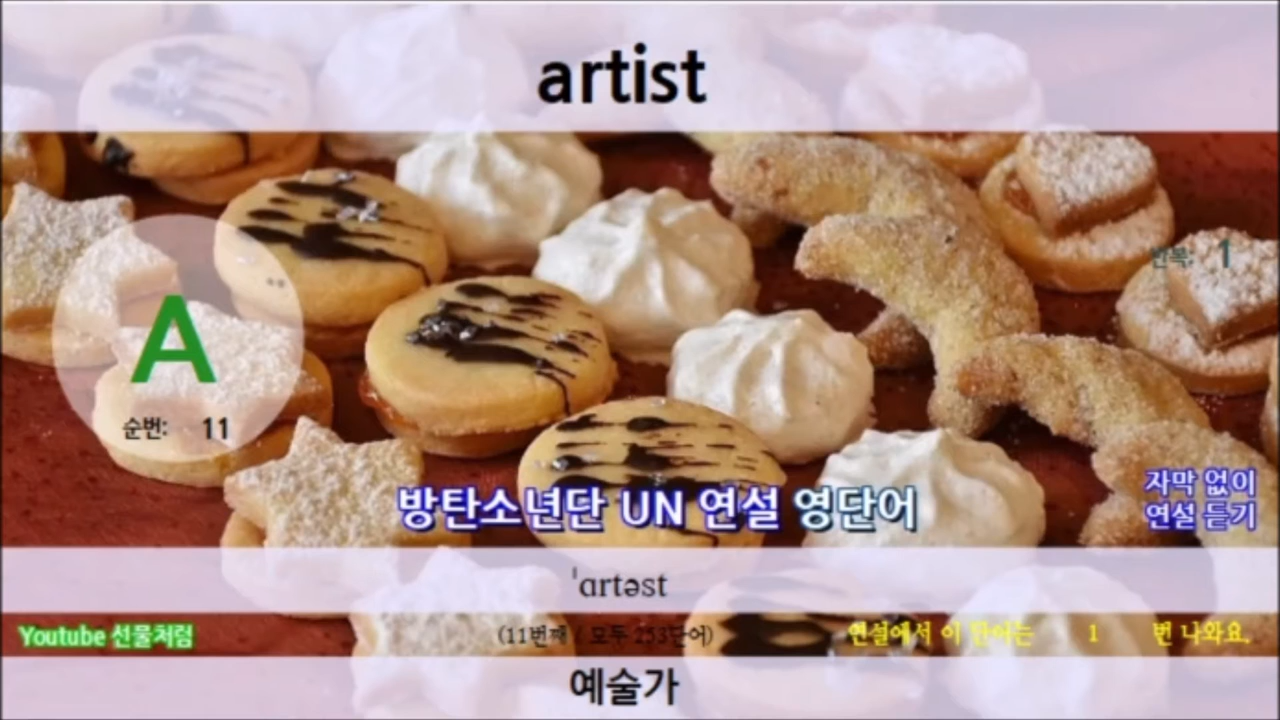 artist
반복: 1
A
순번: 11
자막 없이
연설 듣기
방탄소년단 UN 연설 영단어
ˈɑrtəst
Youtube 선물처럼
(11번째 / 모두 253단어)
연설에서 이 단어는 1 번 나와요.
예술가